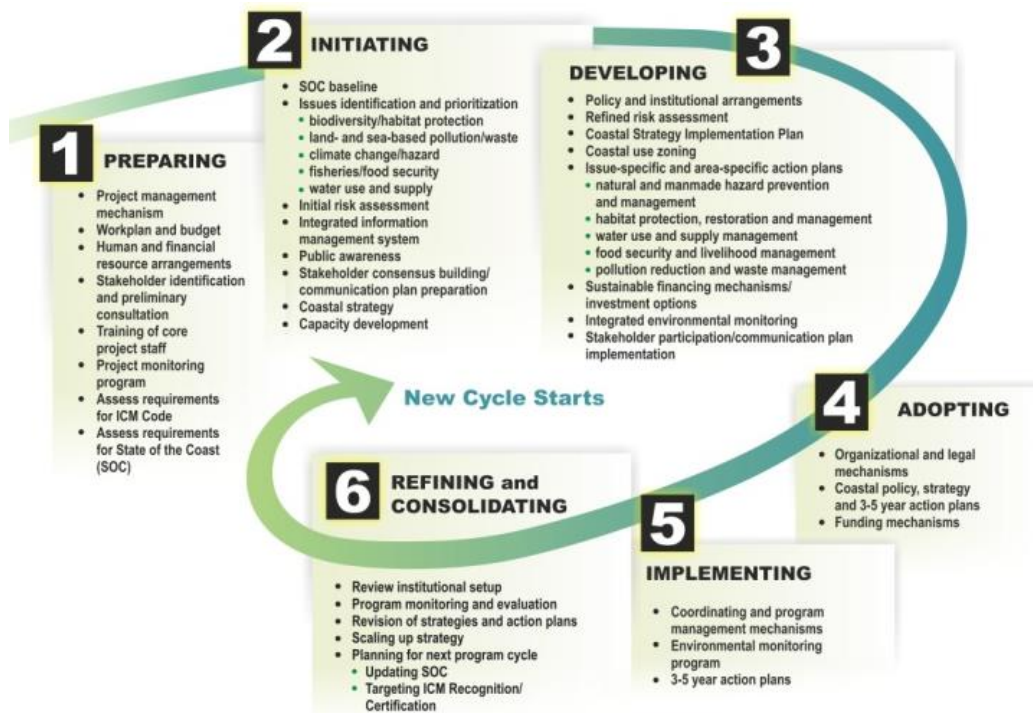 1
PREPARING
• Project management
mechanism
• Workplan and budget
• Human and financial
resource arrangements
• Stakeholder identification
and preliminary
consultation
• Training of core
project staff
• Project monitoring
program
• Assess requirements
for ICM Code
• Assess requirements
for State of the Coast
(SOC)
2
INITIATING
• SOC baseline
• Issues identification and prioritization
• biodiversity/habitat protection
• land- and sea-based pollution/waste
• climate change/hazard
• fisheries/food security
• water use and supply
• Initial risk assessment
• Integrated information
management system
• Public awareness
• Stakeholder consensus building/
communication plan preparation
• Coastal strategy
• Capacity development
3
DEVELOPING
• Policy and institutional arrangements
• Refined risk assessment
• Coastal Strategy Implementation Plan
• Coastal use zoning
• Issue-specific and area-specific action plans
• natural and manmade hazard prevention
and management
• habitat protection, restoration and management
• water use and supply management
• food security and livelihood management
• pollution reduction and waste management
• Sustainable financing mechanisms/
investment options
• Integrated environmental monitoring
• Stakeholder participation/communication plan
implementation
4
ADOPTING
• Organizational and legal
mechanisms
• Coastal policy, strategy
and 3-5 year action plans
• Funding mechanisms
5
IMPLEMENTING
• Coordinating and program
management mechanisms
• Environmental monitoring
program
• 3-5 year action plans
6
REFINING and
CONSOLIDATING
• Review institutional setup
• Program monitoring and evaluation
• Revision of strategies and action plans
• Scaling up strategy
• Planning for next program cycle
• Updating SOC
• Targeting ICM Recognition/
Certification
New Cycle Starts